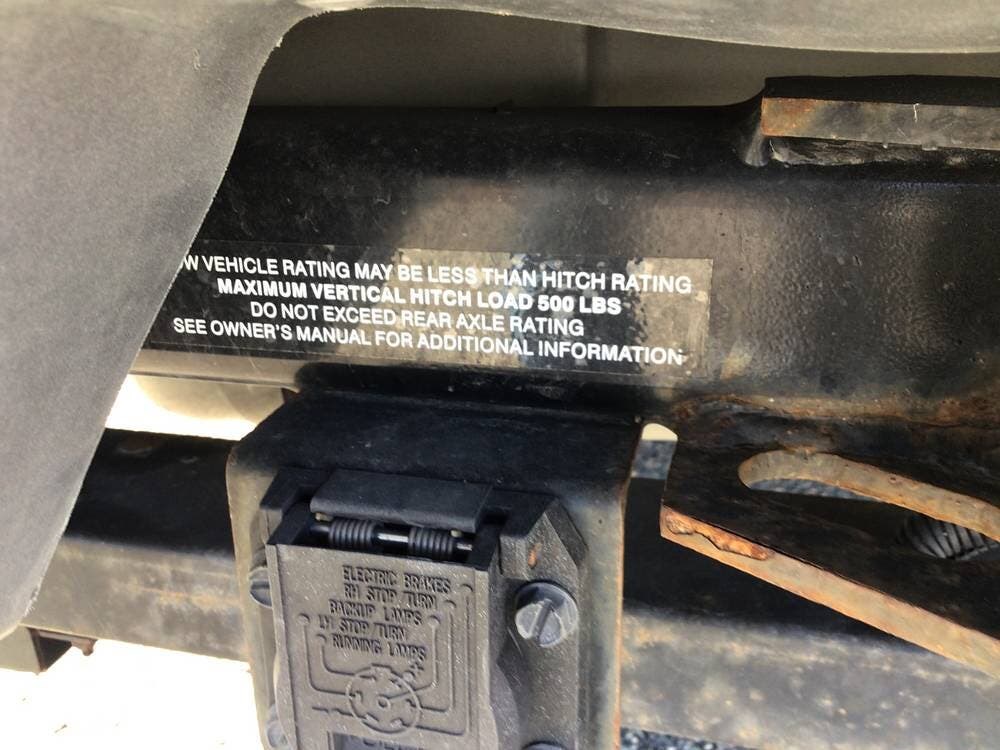 W VEHICLE RATING MAY BE LESS THAN HITCH RATING
MAXIMUM VERTICAL HITCH LOAD 500 LBS
DO NOT EXCEED REAR AXLE RATING
SEE OWNER'S MANUAL FOR ADDITIONAL INFORMATION
ELECTRIC BRAKES
RH STOP/TURN
BACKUP LAMPS
LH STOP/TURN
RUNNING LAMPS